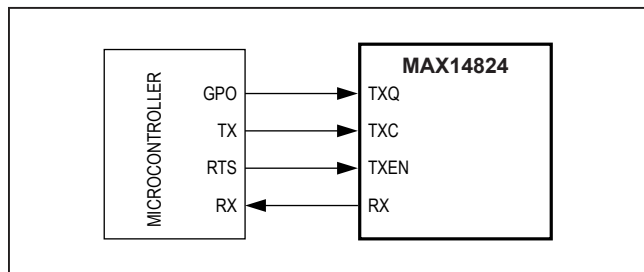 MICROCONTROLLER
GPO
TX
RTS
RX
MAX14824
TXQ
TXC
TXEN
RX